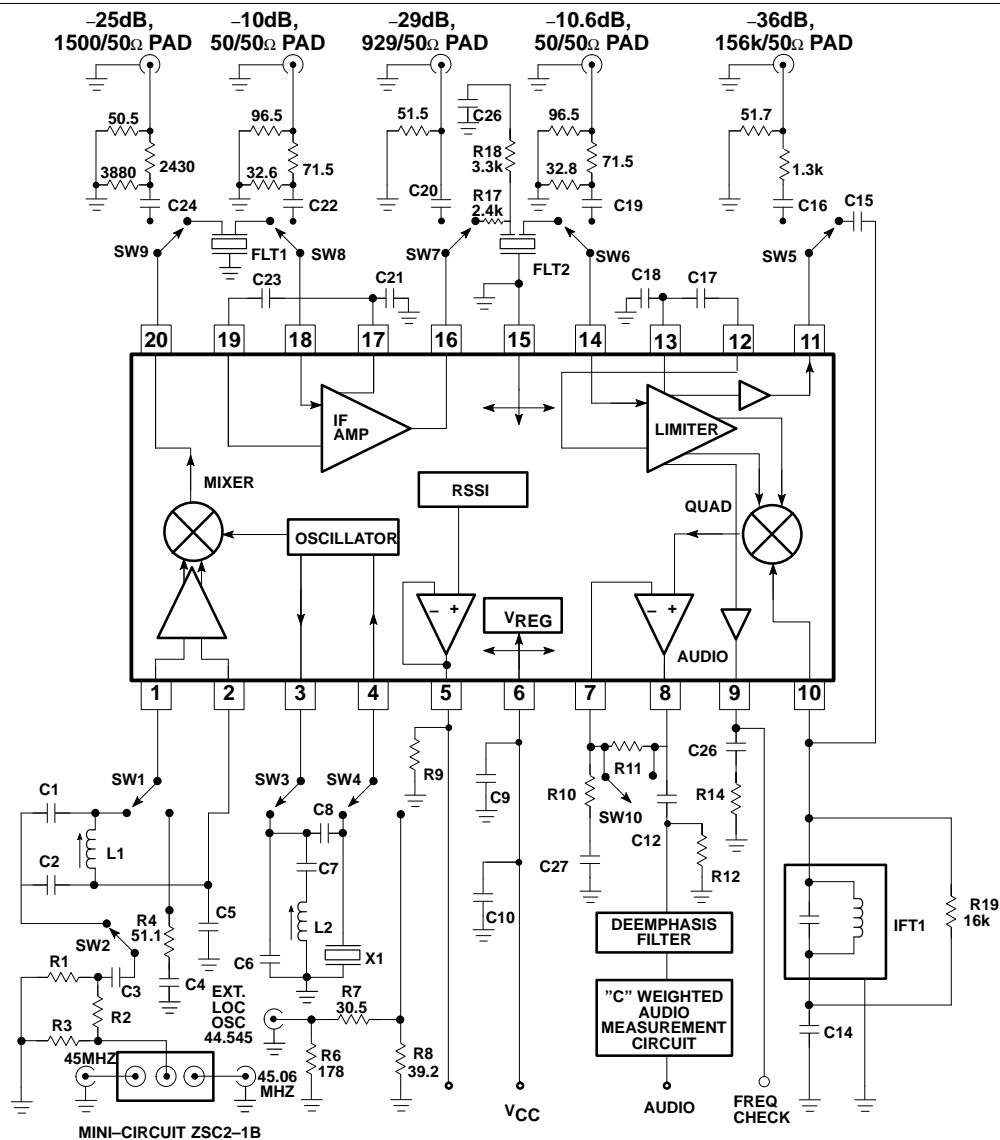 −25dB,
1500/50Ω PAD
−10dB,
50/50Ω PAD
−29dB,
929/50Ω PAD
−10.6dB,
50/50Ω PAD
−36dB,
156k/50Ω PAD
50.5
2430
3880
C24
96.5
71.5
32.6
C22
51.5
C20
C26
R18
3.3k
R17
2.4k
96.5
71.5
32.8
C19
51.7
1.3k
C16
C15
SW9
FLT1
SW8
SW7
FLT2
SW6
SW5
C23
C21
C18
C17
20
19
18
17
16
15
14
13
12
11
IF
AMP
LIMITER
MIXER
RSSI
QUAD
OSCILLATOR
− +
VREG
− +
AUDIO
1
2
3
4
5
6
7
8
9
10
SW1
C1
L1
C2
SW2
R4
51.1
C5
C4
C3
R1
R2
R3
45MHZ
45.06
MHZ
MINI–CIRCUIT ZSC2–1B
SW3
SW4
C8
C7
L2
C6
X1
EXT.
LOC
OSC
44.545
R7
30.5
R6
178
R8
39.2
R9
C9
C10
VCC
R10
R11
SW10
C27
C12
R12
DEEMPHASIS
FILTER
"C" WEIGHTED
AUDIO
MEASUREMENT
CIRCUIT
AUDIO
C26
R14
FREQ
CHECK
IFT1
R19
16k
C14